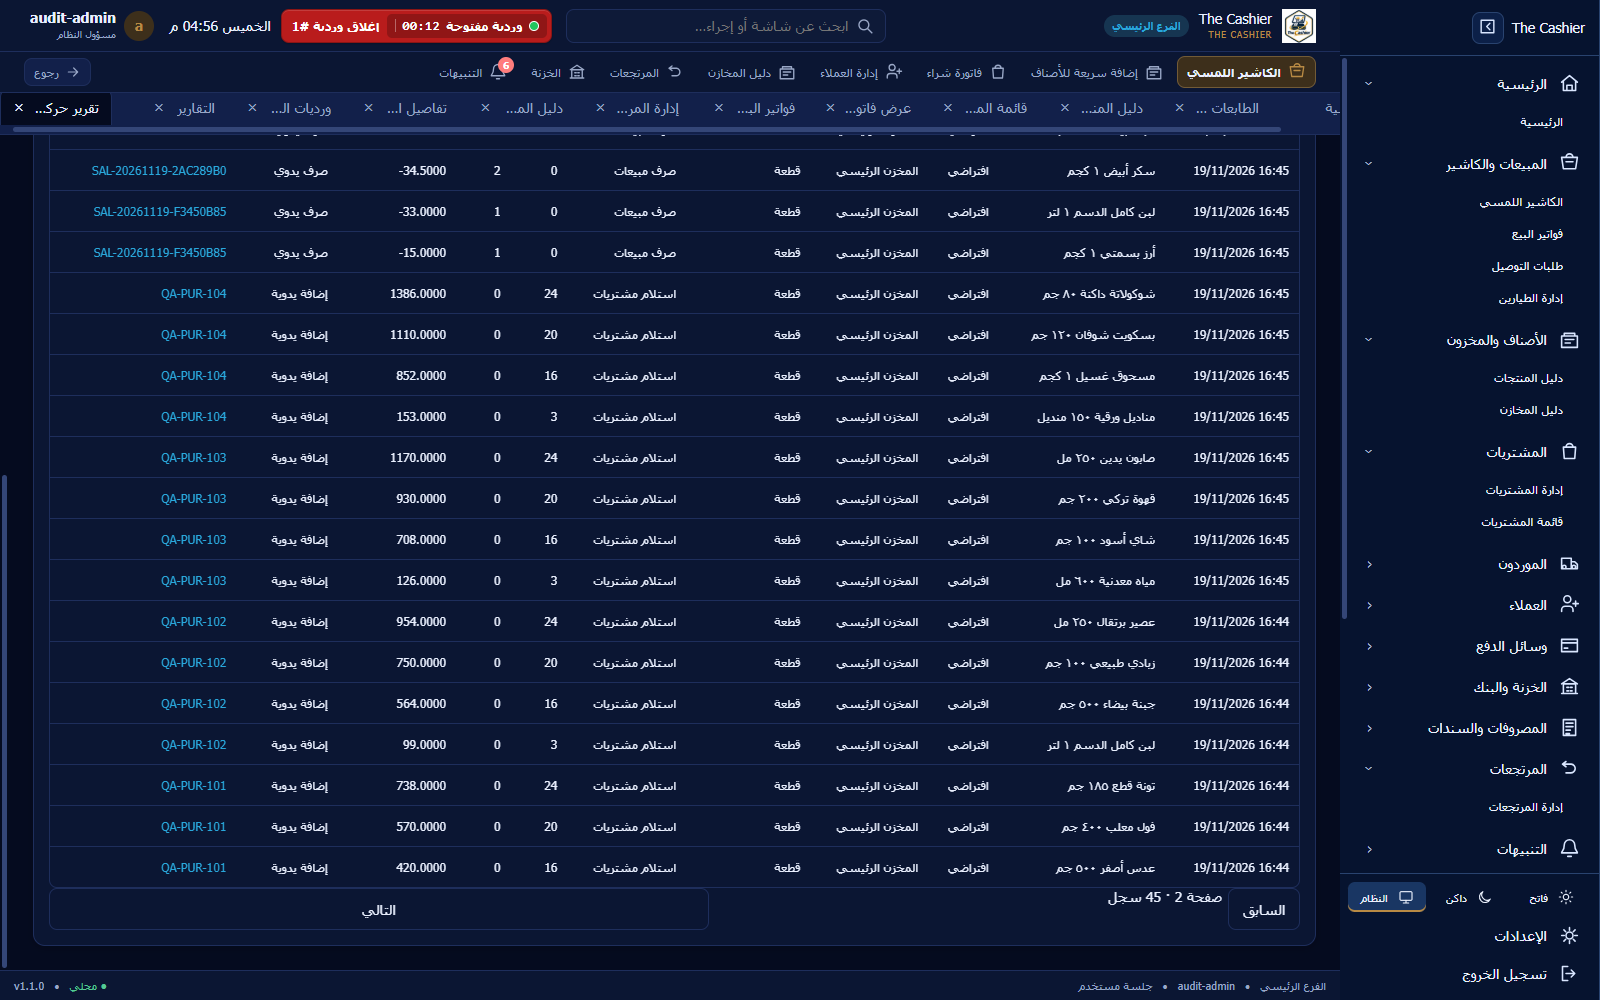 The Cashier
الرئيسية
الرئيسية
المبيعات والكاشير
الكاشير اللمسي
فواتير البيع
طلبات التوصيل
إدارة الطيارين
الأصناف والمخزون
دليل المنتجات
دليل المخازن
المشتريات
إدارة المشتريات
قائمة المشتريات
الموردون
العملاء
وسائل الدفع
الخزنة والبنك
المصروفات والسندات
المرتجعات
إدارة المرتجعات
التنبيهات
فاتح داكن النظام
الإعدادات
تسجيل الخروج
The Cashier
THE CASHIER
الفرع الرئيسي
ابحث عن شاشة أو إجراء...
وردية مفتوحة 00:12 إغلاق وردية #1
الخميس 04:56 م
audit-admin
مسؤول النظام
a
الكاشير اللمسي إضافة سريعة للأصناف فاتورة شراء إدارة العملاء دليل المخازن المرتجعات الخزنة التنبيهات 6
رجوع
الطابعات ... × دليل المنـ... × قائمة المـ... × عرض فاتو... × فواتير البـ... × إدارة المر... × دليل المـ... × تفاصيل ا... × ورديات الـ... × التقارير × تقرير حركـ... ×
19/11/2026 16:45 سكر أبيض ١ كجم افتراضي المخزن الرئيسي قطعة صرف مبيعات 0 2 -34.5000 صرف يدوي SAL-20261119-2AC289B0
19/11/2026 16:45 لبن كامل الدسم ١ لتر افتراضي المخزن الرئيسي قطعة صرف مبيعات 0 1 -33.0000 صرف يدوي SAL-20261119-F3450B85
19/11/2026 16:45 أرز بسمتي ١ كجم افتراضي المخزن الرئيسي قطعة صرف مبيعات 0 1 -15.0000 صرف يدوي SAL-20261119-F3450B85
19/11/2026 16:45 شوكولاتة داكنة ٨٠ جم افتراضي المخزن الرئيسي قطعة استلام مشتريات 24 0 1386.0000 إضافة يدوية QA-PUR-104
19/11/2026 16:45 بسكويت شوفان ١٢٠ جم افتراضي المخزن الرئيسي قطعة استلام مشتريات 20 0 1110.0000 إضافة يدوية QA-PUR-104
19/11/2026 16:45 مسحوق غسيل ١ كجم افتراضي المخزن الرئيسي قطعة استلام مشتريات 16 0 852.0000 إضافة يدوية QA-PUR-104
19/11/2026 16:45 مناديل ورقية ١٥٠ منديل افتراضي المخزن الرئيسي قطعة استلام مشتريات 3 0 153.0000 إضافة يدوية QA-PUR-104
19/11/2026 16:45 صابون يدين ٢٥٠ مل افتراضي المخزن الرئيسي قطعة استلام مشتريات 24 0 1170.0000 إضافة يدوية QA-PUR-103
19/11/2026 16:45 قهوة تركي ٢٠٠ جم افتراضي المخزن الرئيسي قطعة استلام مشتريات 20 0 930.0000 إضافة يدوية QA-PUR-103
19/11/2026 16:45 شاي أسود ١٠٠ جم افتراضي المخزن الرئيسي قطعة استلام مشتريات 16 0 708.0000 إضافة يدوية QA-PUR-103
19/11/2026 16:45 مياه معدنية ٦٠٠ مل افتراضي المخزن الرئيسي قطعة استلام مشتريات 3 0 126.0000 إضافة يدوية QA-PUR-103
19/11/2026 16:44 عصير برتقال ٢٥٠ مل افتراضي المخزن الرئيسي قطعة استلام مشتريات 24 0 954.0000 إضافة يدوية QA-PUR-102
19/11/2026 16:44 زبادي طبيعي ١٠٠ جم افتراضي المخزن الرئيسي قطعة استلام مشتريات 20 0 750.0000 إضافة يدوية QA-PUR-102
19/11/2026 16:44 جبنة بيضاء ٥٠٠ جم افتراضي المخزن الرئيسي قطعة استلام مشتريات 16 0 564.0000 إضافة يدوية QA-PUR-102
19/11/2026 16:44 لبن كامل الدسم ١ لتر افتراضي المخزن الرئيسي قطعة استلام مشتريات 3 0 99.0000 إضافة يدوية QA-PUR-102
19/11/2026 16:44 تونة قطع ١٨٥ جم افتراضي المخزن الرئيسي قطعة استلام مشتريات 24 0 738.0000 إضافة يدوية QA-PUR-101
19/11/2026 16:44 فول معلب ٤٠٠ جم افتراضي المخزن الرئيسي قطعة استلام مشتريات 20 0 570.0000 إضافة يدوية QA-PUR-101
19/11/2026 16:44 عدس أصفر ٥٠٠ جم افتراضي المخزن الرئيسي قطعة استلام مشتريات 16 0 420.0000 إضافة يدوية QA-PUR-101
السابق صفحة 2 · 45 سجل التالي
الفرع الرئيسي • audit-admin • جلسة مستخدم
محلي • v1.1.0